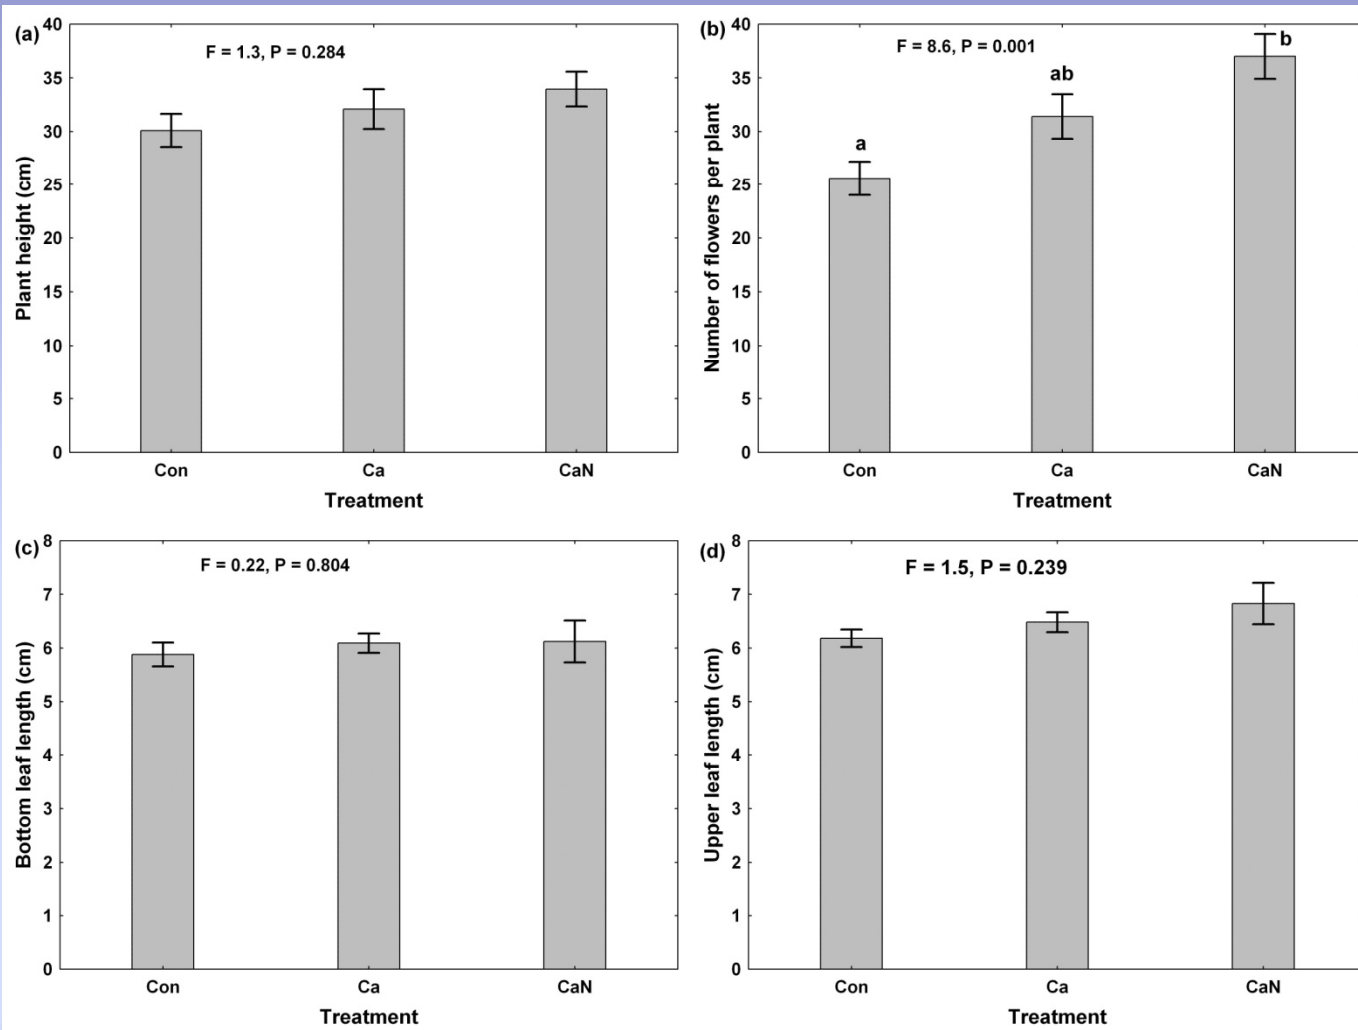 (a)
F = 1.3, P = 0.284
Plant height (cm)
40
35
30
25
20
15
10
5
0
Con Ca CaN
Treatment
(b)
F = 8.6, P = 0.001
Number of flowers per plant
40
35
30
25
20
15
10
5
0
a
ab
b
Con Ca CaN
Treatment
(c)
F = 0.22, P = 0.804
Bottom leaf length (cm)
8
7
6
5
4
3
2
1
0
Con Ca CaN
Treatment
(d)
F = 1.5, P = 0.239
Upper leaf length (cm)
8
7
6
5
4
3
2
1
0
Con Ca CaN
Treatment